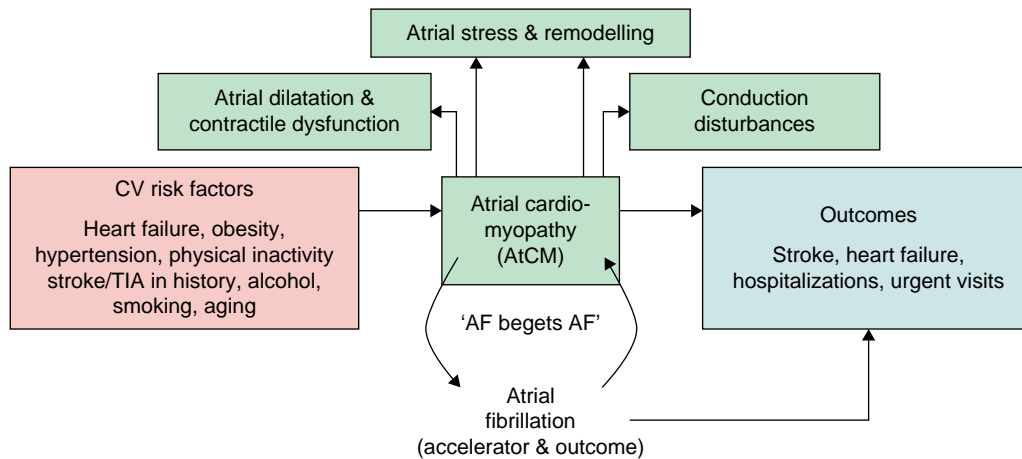 Atrial stress & remodelling
Atrial dilatation &
contractile dysfunction
Conduction
disturbances
CV risk factors
Heart failure, obesity,
hypertension, physical inactivity
stroke/TIA in history, alcohol,
smoking, aging
Atrial cardio-
myopathy
(AtCM)
Outcomes
Stroke, heart failure,
hospitalizations, urgent visits
‘AF begets AF’
Atrial
fibrillation
(accelerator & outcome)